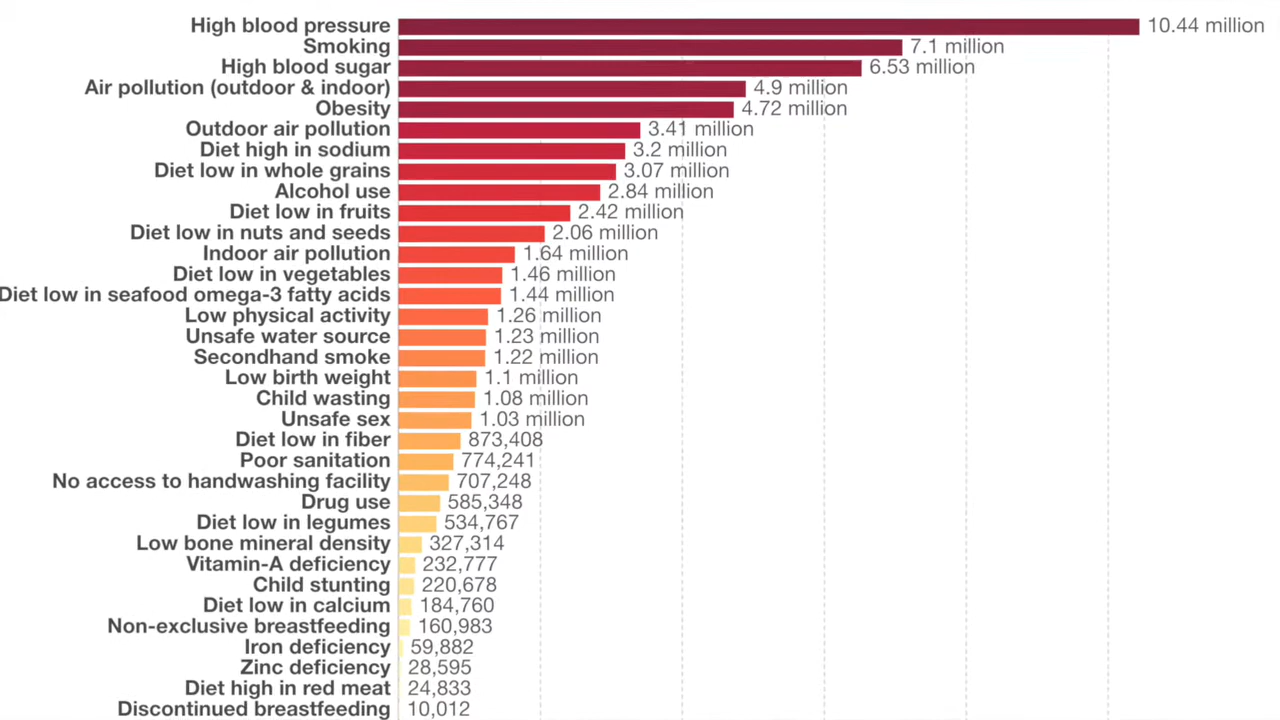 High blood pressure 10.44 million
Smoking 7.1 million
High blood sugar 6.53 million
Air pollution (outdoor & indoor) 4.9 million
Obesity 4.72 million
Outdoor air pollution 3.41 million
Diet high in sodium 3.2 million
Diet low in whole grains 3.07 million
Alcohol use 2.84 million
Diet low in fruits 2.42 million
Diet low in nuts and seeds 2.06 million
Indoor air pollution 1.64 million
Diet low in vegetables 1.46 million
Diet low in seafood omega-3 fatty acids 1.44 million
Low physical activity 1.26 million
Unsafe water source 1.23 million
Secondhand smoke 1.22 million
Low birth weight 1.1 million
Child wasting 1.08 million
Unsafe sex 1.03 million
Diet low in fiber 873,408
Poor sanitation 774,241
No access to handwashing facility 707,248
Drug use 585,348
Diet low in legumes 534,767
Low bone mineral density 327,314
Vitamin-A deficiency 232,777
Child stunting 220,678
Diet low in calcium 184,760
Non-exclusive breastfeeding 160,983
Iron deficiency 59,882
Zinc deficiency 28,595
Diet high in red meat 24,833
Discontinued breastfeeding 10,012